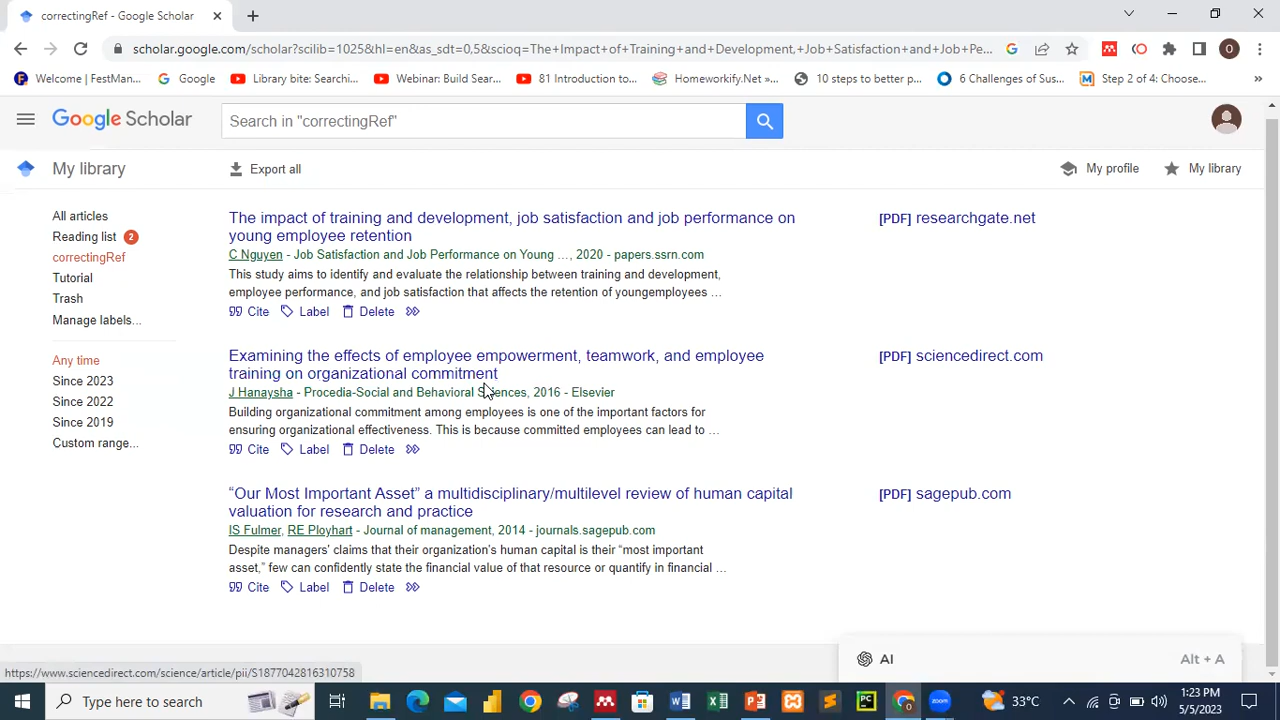 correctingRef - Google Scholar
scholar.google.com/scholar?scilib=1025&hl=en&as_sdt=0,5&scioq=The+Impact+of+Training+and+Development,+Job+Satisfaction+and+Job+Pe...
O
Welcome | FestMan...
Google
Library bite: Searchi...
Webinar: Build Sear...
81 Introduction to...
Homeworkify.Net »...
10 steps to better p...
6 Challenges of Sus...
Step 2 of 4: Choose...
»
Google Scholar
Search in "correctingRef"
My library
Export all
My profile
My library
All articles
Reading list 2
correctingRef
Tutorial
Trash
Manage labels...
Any time
Since 2023
Since 2022
Since 2019
Custom range...
The impact of training and development, job satisfaction and job performance on
young employee retention
C Nguyen - Job Satisfaction and Job Performance on Young …, 2020 - papers.ssrn.com
This study aims to identify and evaluate the relationship between training and development,
employee performance, and job satisfaction that affects the retention of youngemployees …
Cite Label Delete
[PDF] researchgate.net
Examining the effects of employee empowerment, teamwork, and employee
training on organizational commitment
J Hanaysha - Procedia-Social and Behavioral Sciences, 2016 - Elsevier
Building organizational commitment among employees is one of the important factors for
ensuring organizational effectiveness. This is because committed employees can lead to …
Cite Label Delete
[PDF] sciencedirect.com
“Our Most Important Asset” a multidisciplinary/multilevel review of human capital
valuation for research and practice
IS Fulmer, RE Ployhart - Journal of management, 2014 - journals.sagepub.com
Despite managers' claims that their organization's human capital is their “most important
asset,” few can confidently state the financial value of that resource or quantify in financial …
Cite Label Delete
[PDF] sagepub.com
https://www.sciencedirect.com/science/article/pii/S1877042816310758
AI
Alt + A
Type here to search
PC
zoom
33°C
1:23 PM
5/5/2023